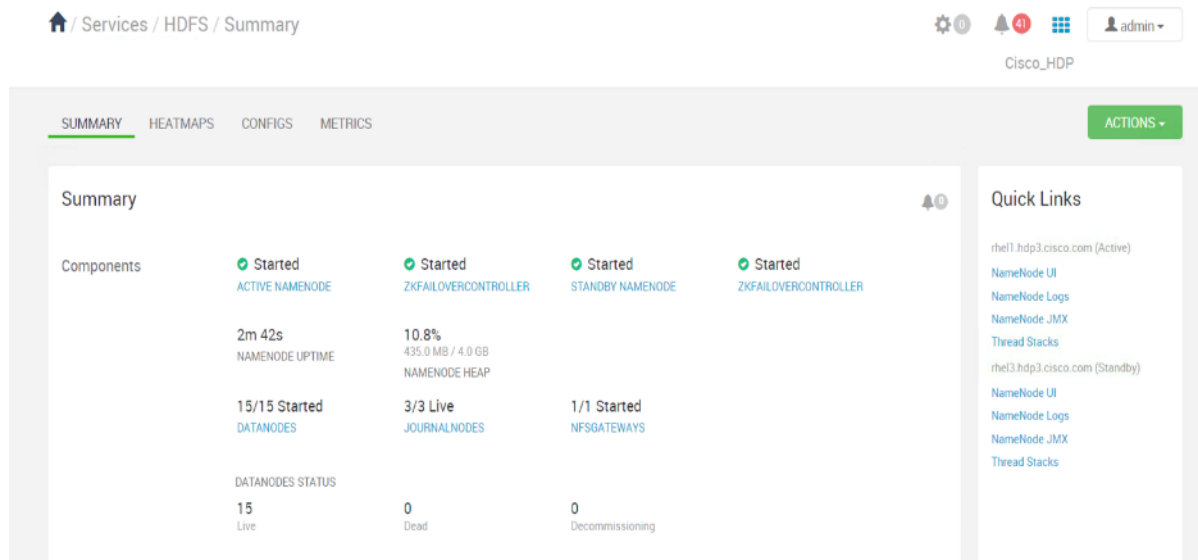 / Services / HDFS / Summary
0
41
admin
Cisco_HDP
SUMMARY HEATMAPS CONFIGS METRICS
ACTIONS
Summary
0
Components
Started
ACTIVE NAMENODE
Started
ZKFAILOVERCONTROLLER
Started
STANDBY NAMENODE
Started
ZKFAILOVERCONTROLLER
2m 42s
NAMENODE UPTIME
10.8%
435.0 MB / 4.0 GB
NAMENODE HEAP
15/15 Started
DATANODES
3/3 Live
JOURNALNODES
1/1 Started
NFSGATEWAYS
DATANODES STATUS
15
Live
0
Dead
0
Decommissioning
Quick Links
rhel1.hdp3.cisco.com (Active)
NameNode UI
NameNode Logs
NameNode JMX
Thread Stacks
rhel3.hdp3.cisco.com (Standby)
NameNode UI
NameNode Logs
NameNode JMX
Thread Stacks